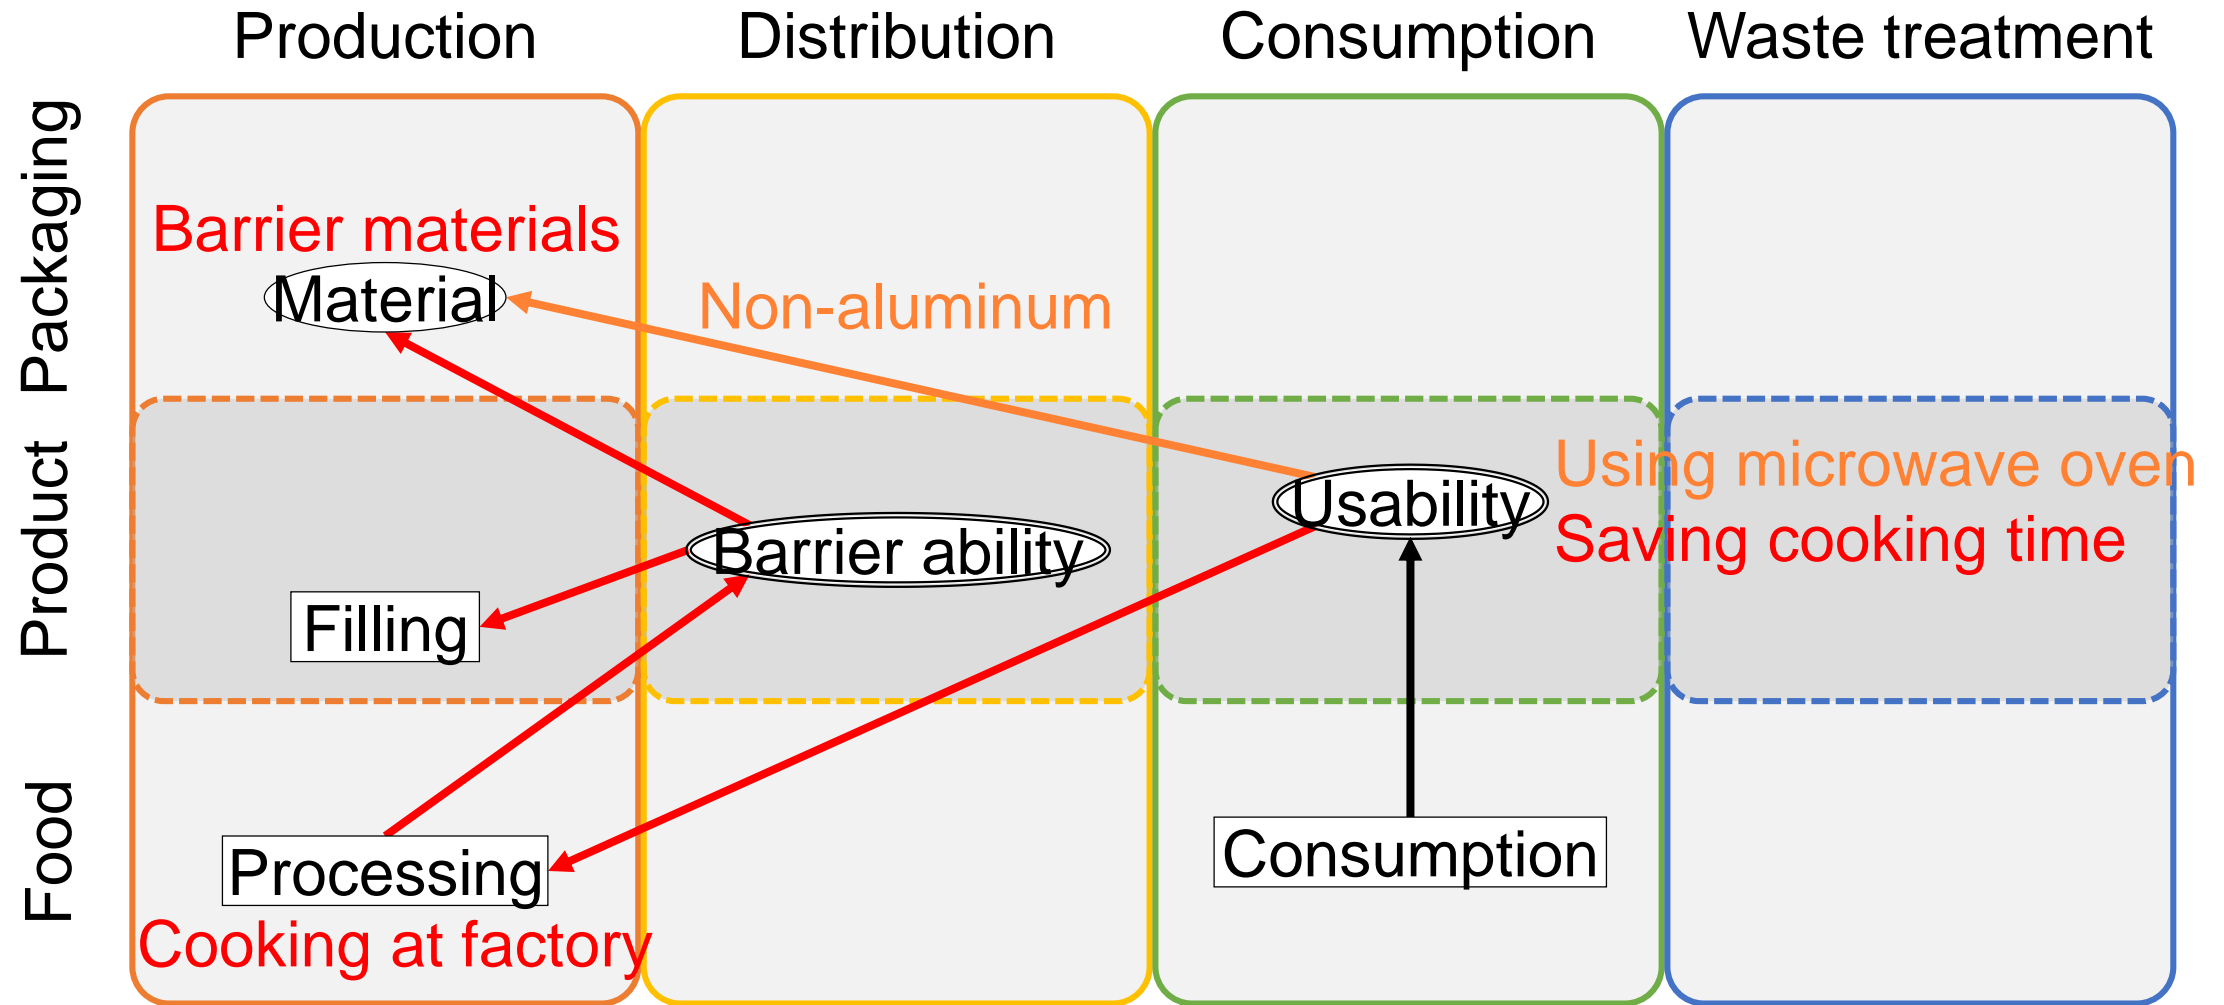 Production
Distribution
Consumption
Waste treatment
Packaging
Barrier materials
Material
Non-aluminum
Product
Using microwave oven
Usability
Saving cooking time
Barrier ability
Filling
Food
Processing
Consumption
Cooking at factory